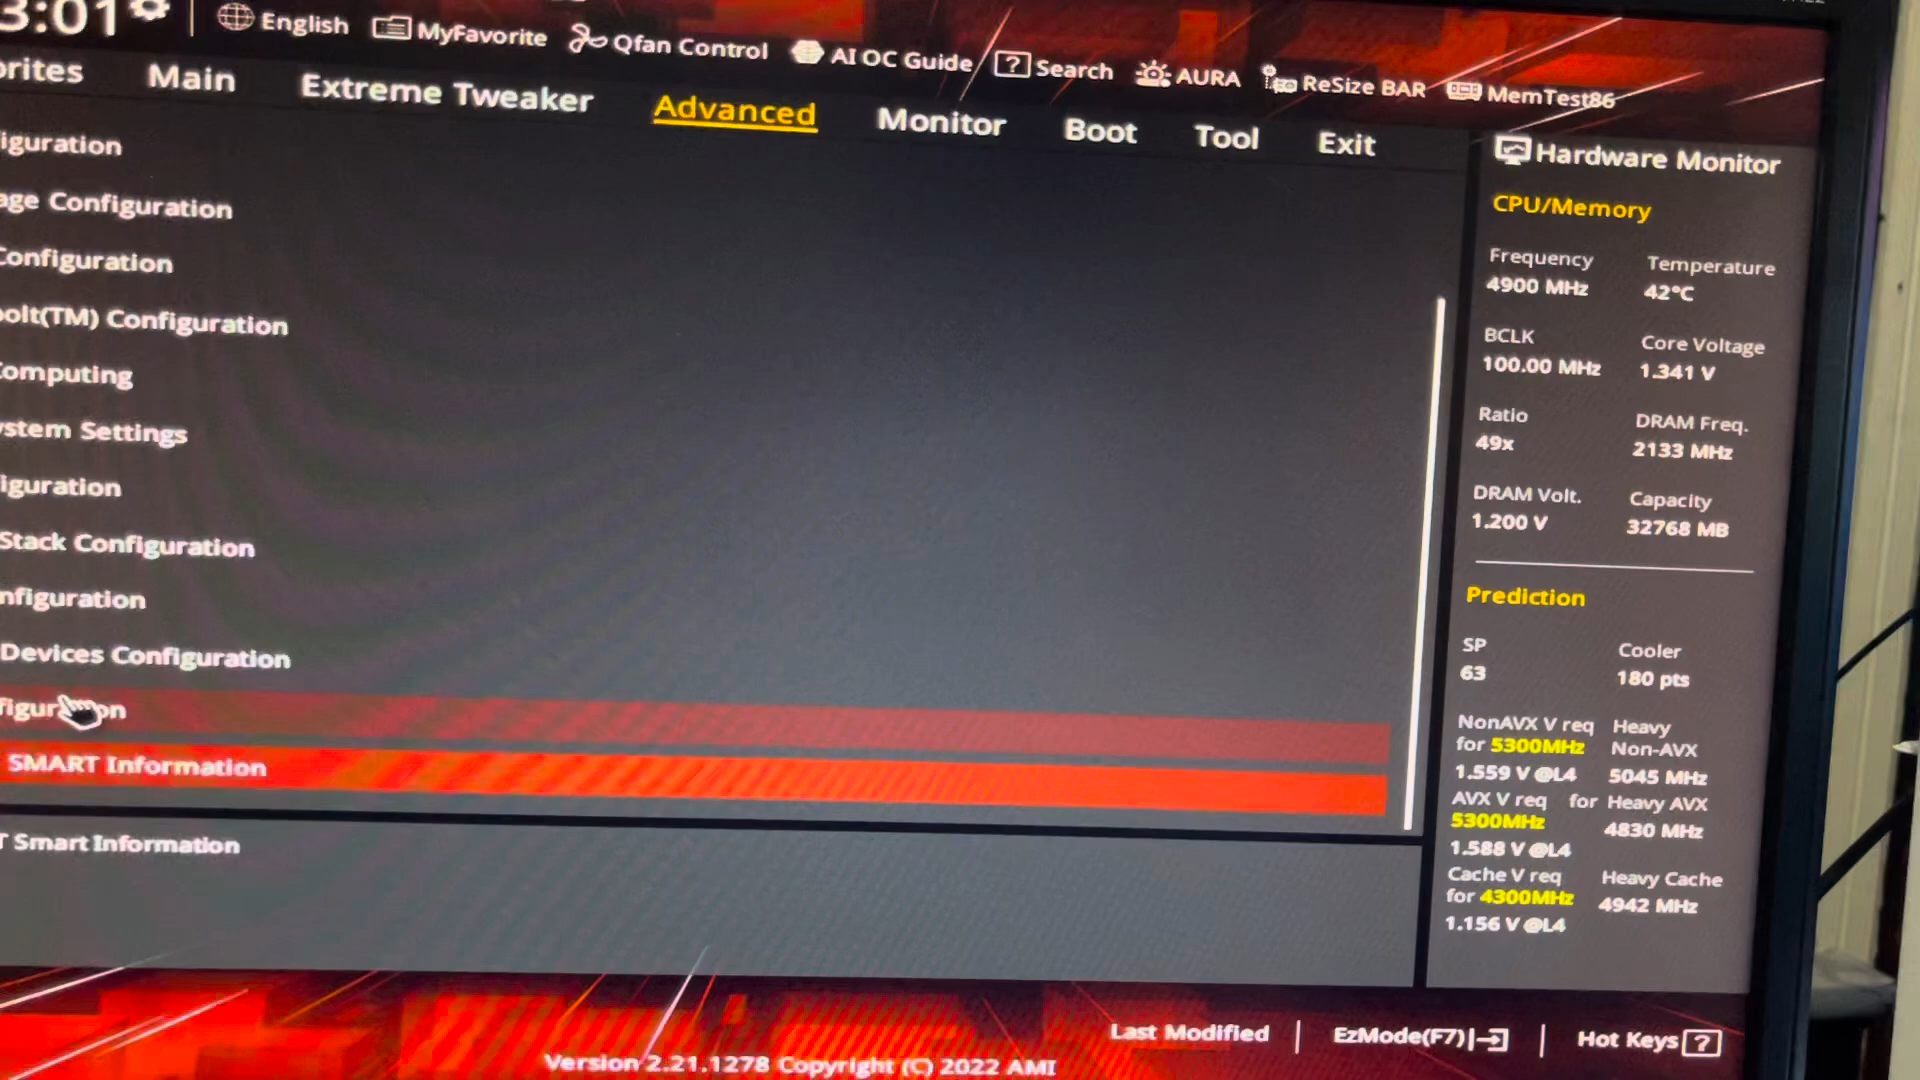 3:01
English MyFavorite Qfan Control AI OC Guide ? Search AURA ReSize BAR MemTest86
orites Main Extreme Tweaker Advanced Monitor Boot Tool Exit
iguration
age Configuration
Configuration
olt(TM) Configuration
Computing
ystem Settings
iguration
Stack Configuration
nfiguration
Devices Configuration
SMART Information
T Smart Information
Hardware Monitor
CPU/Memory
Frequency Temperature
4900 MHz 42°C
BCLK Core Voltage
100.00 MHz 1.341 V
Ratio DRAM Freq.
49x 2133 MHz
DRAM Volt. Capacity
1.200 V 32768 MB
Prediction
SP Cooler
63 180 pts
NonAVX V req Heavy
for 5300MHz Non-AVX
1.559 V @L4 5045 MHz
AVX V req for Heavy AVX
5300MHz 4830 MHz
1.588 V @L4
Cache V req Heavy Cache
for 4300MHz 4942 MHz
1.156 V @L4
Last Modified EzMode(F7) Hot Keys ?
Version 2.21.1278 Copyright (C) 2022 AMI